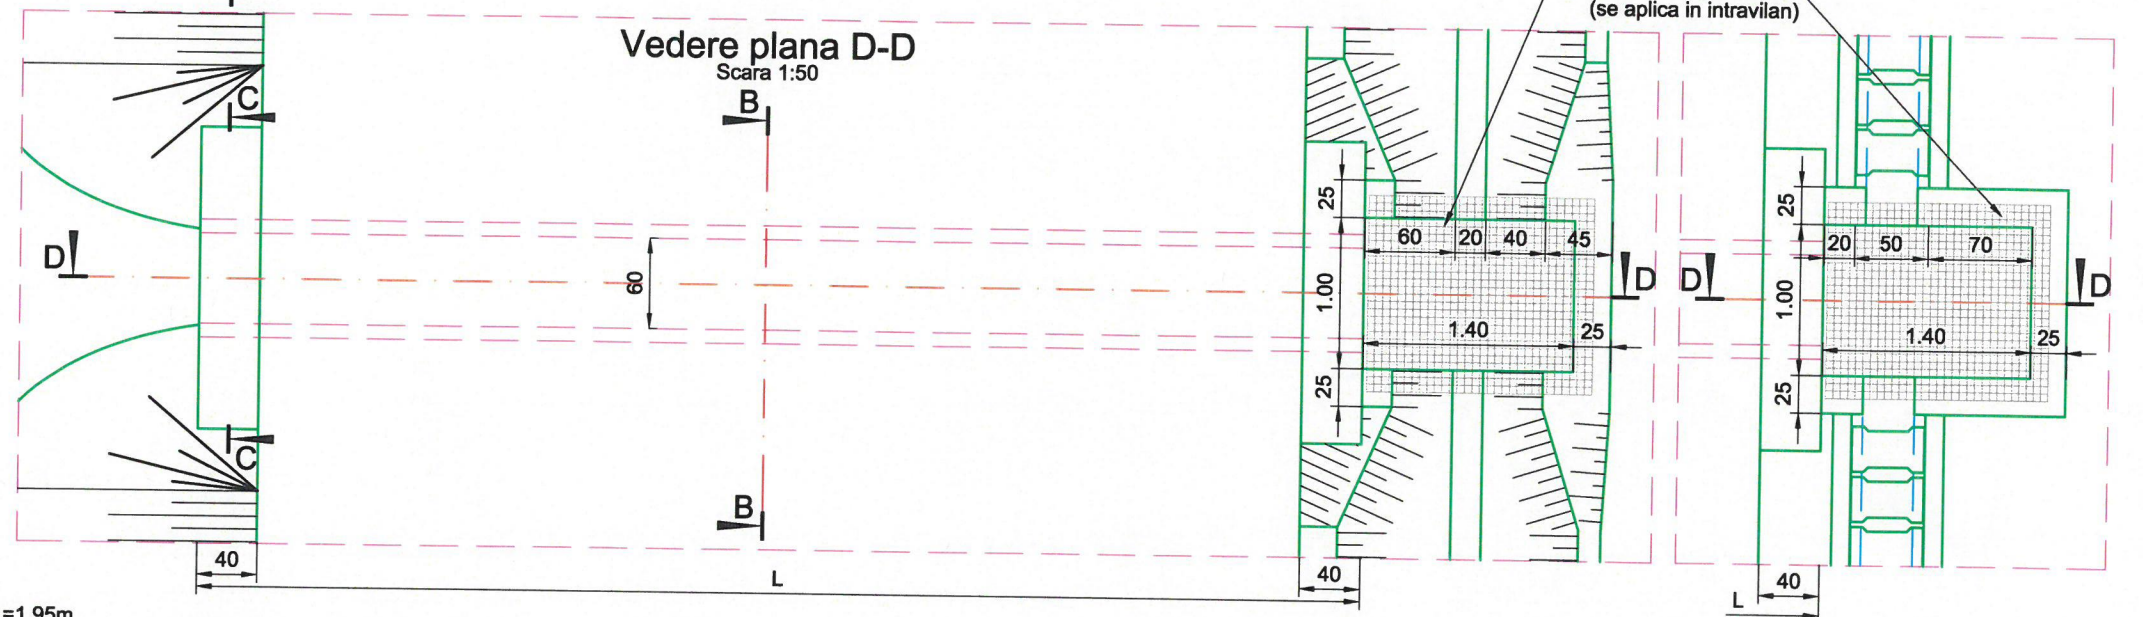 (se aplica in intravilan)
Vedere plana D-D
Scara 1:50
C
B
25
25
60 20 40 45
20 50 70
D
60
1.00
D
D
1.00
D
1.40 25
1.40 25
25
25
C
B
40
L
40
40
L
=1,95m